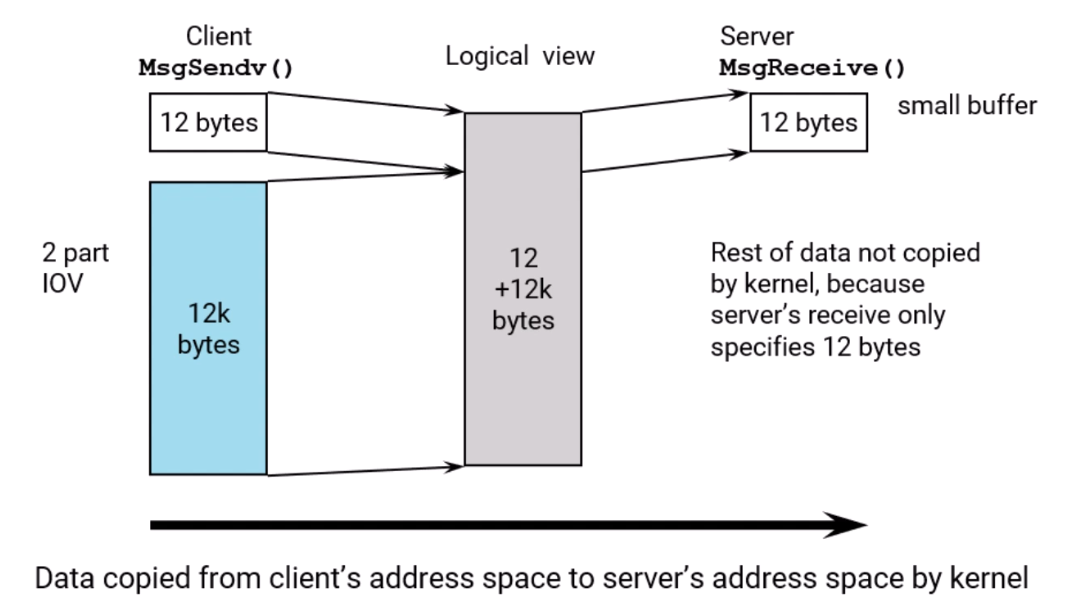 Client
MsgSendv()
Logical view
Server
MsgReceive()
12 bytes
12 bytes
small buffer
2 part
IOV
12k
bytes
12
+12k
bytes
Rest of data not copied
by kernel, because
server's receive only
specifies 12 bytes
Data copied from client's address space to server's address space by kernel